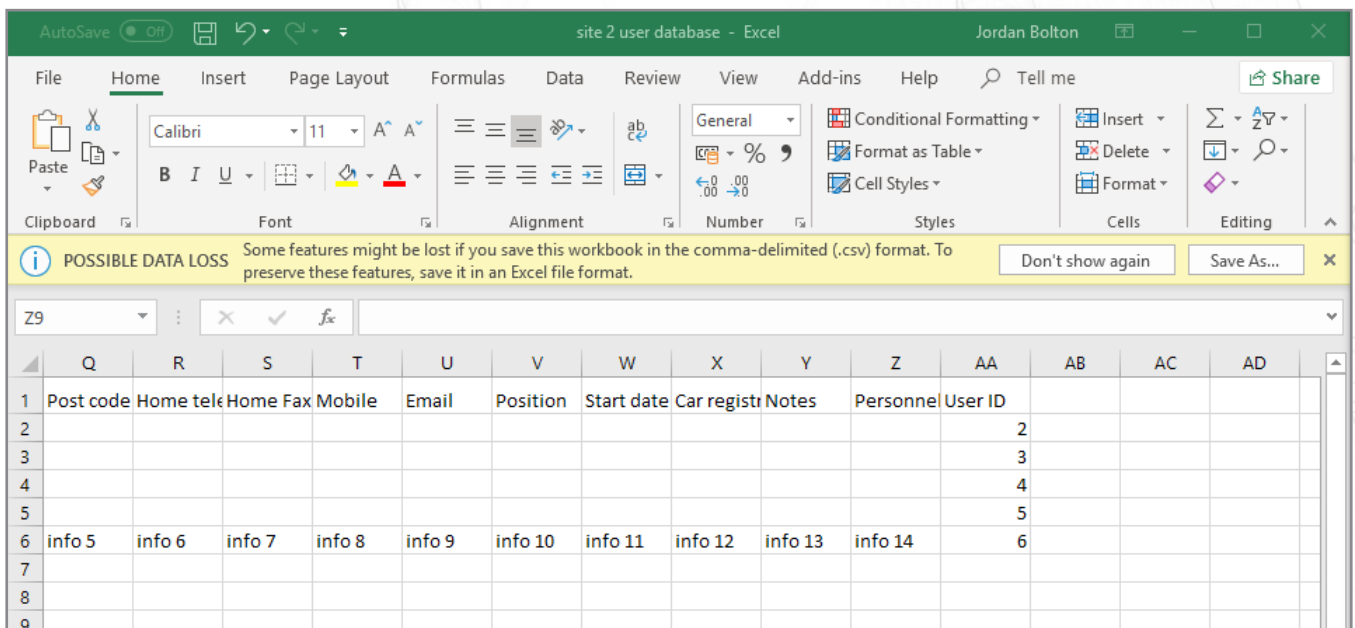 AutoSave Off site 2 user database - Excel Jordan Bolton
File Home Insert Page Layout Formulas Data Review View Add-ins Help Tell me Share
Paste
Calibri 11 A A
B I U A
ab
General
% 9
.00 .00
Conditional Formatting
Format as Table
Cell Styles
Insert
Delete
Format
Clipboard Font Alignment Number Styles Cells Editing
POSSIBLE DATA LOSS Some features might be lost if you save this workbook in the comma-delimited (.csv) format. To
preserve these features, save it in an Excel file format.
Don't show again Save As...
Z9 fx
Q R S T U V W X Y Z AA AB AC AD
1 Post code Home tele Home Fax Mobile Email Position Start date Car registr Notes Personnel User ID
2 2
3 3
4 4
5 5
6 info 5 info 6 info 7 info 8 info 9 info 10 info 11 info 12 info 13 info 14 6
7
8
9